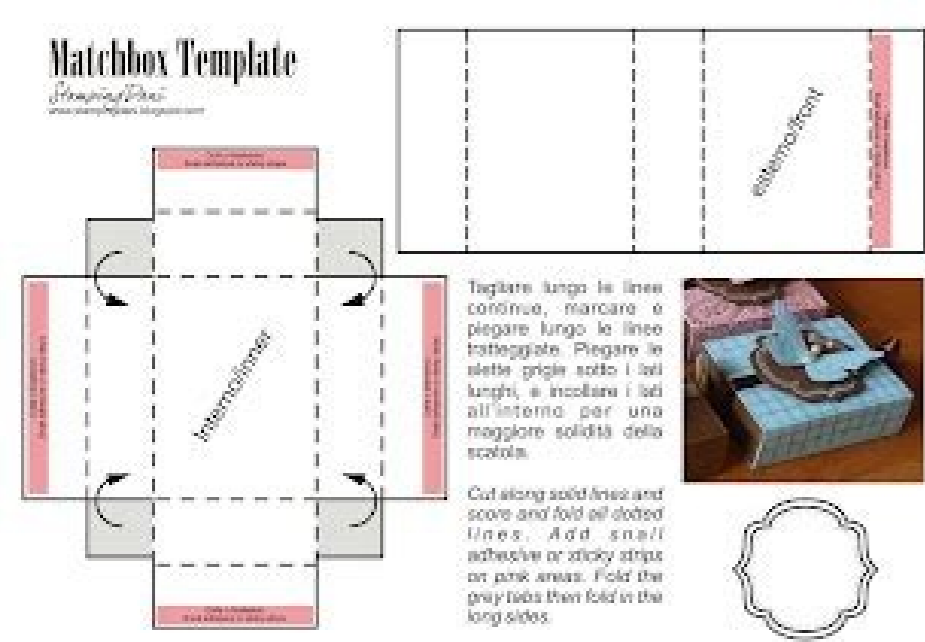 Matchbox Template
StampingDani
esterno/front
Interno/inner
Tagliare lungo le linee
continue, marcare e
piegare lungo le linee
tratteggiate. Piegare le
alette grigie sotto i lati
lunghi, e incollare i lati
all'interno per una
maggiore solidità della
scatola.
Cut along solid lines and
score and fold all dotted
lines. Add snail
adhesive or sticky strips
on pink areas. Fold the
grey tabs then fold in the
long sides.